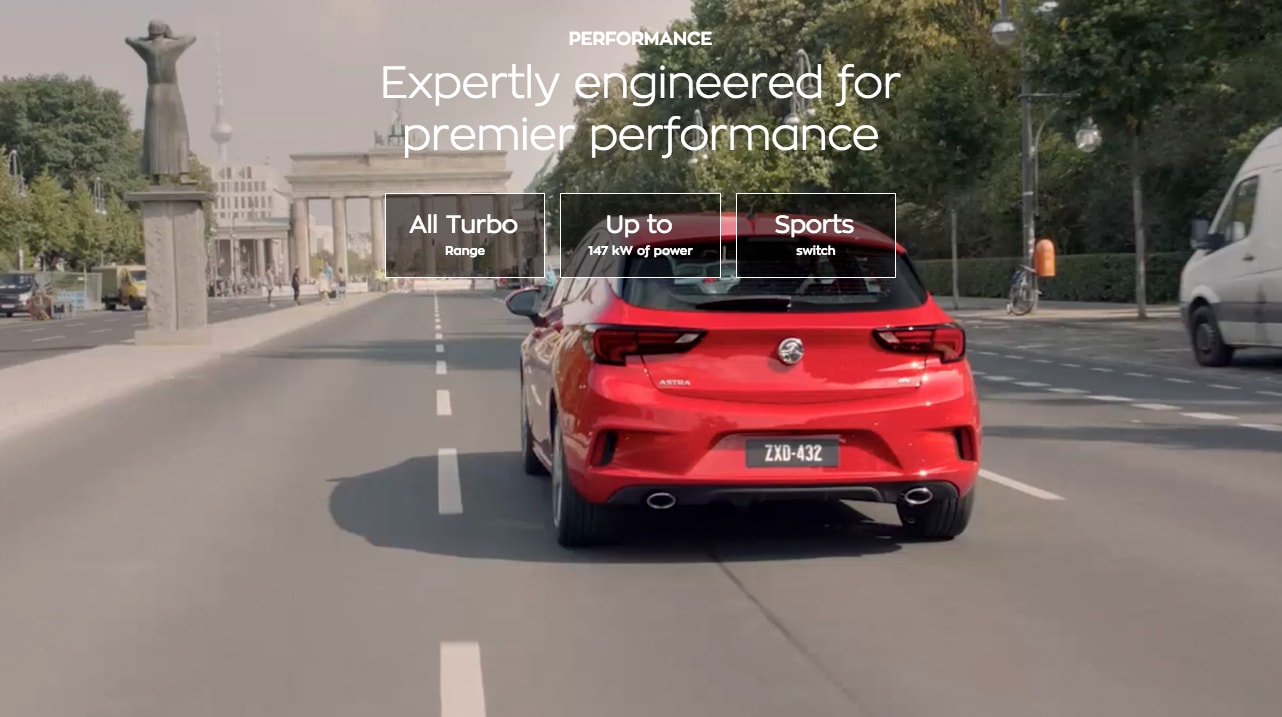 PERFORMANCE
Expertly engineered for
premier performance
All Turbo
Range
Up to
147 kW of power
Sports
switch
ASTRA
ZXD-432